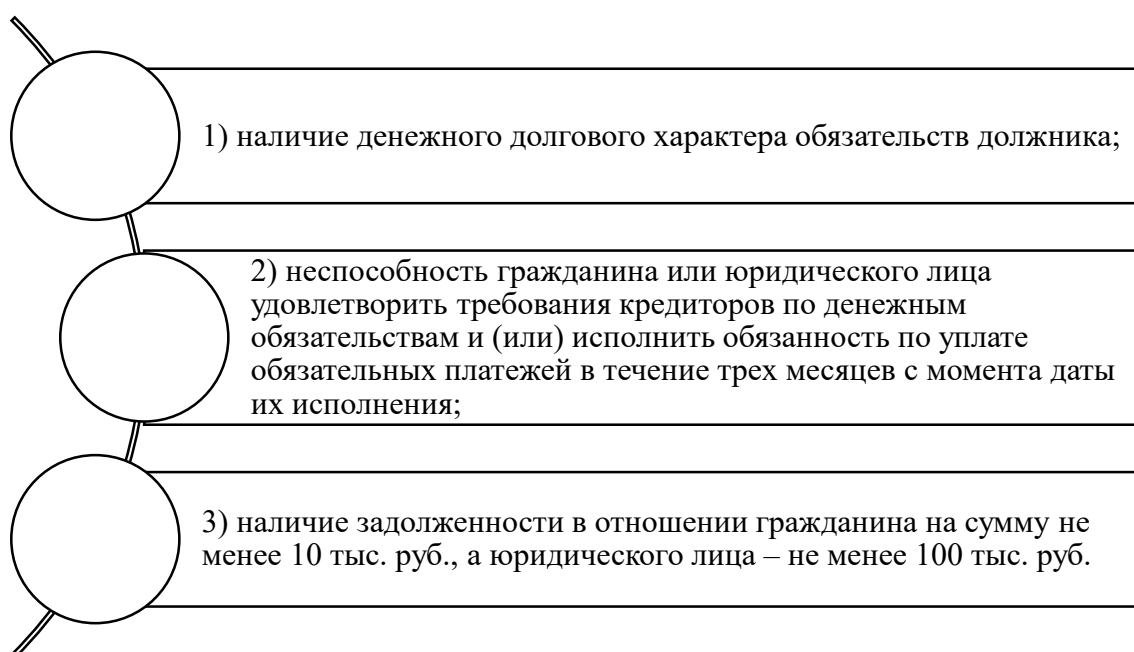 1) наличие денежного долгового характера обязательств должника;
2) неспособность гражданина или юридического лица
удовлетворить требования кредиторов по денежным
обязательствам и (или) исполнить обязанность по уплате
обязательных платежей в течение трех месяцев с момента даты
их исполнения;
3) наличие задолженности в отношении гражданина на сумму не
менее 10 тыс. руб., а юридического лица – не менее 100 тыс. руб.